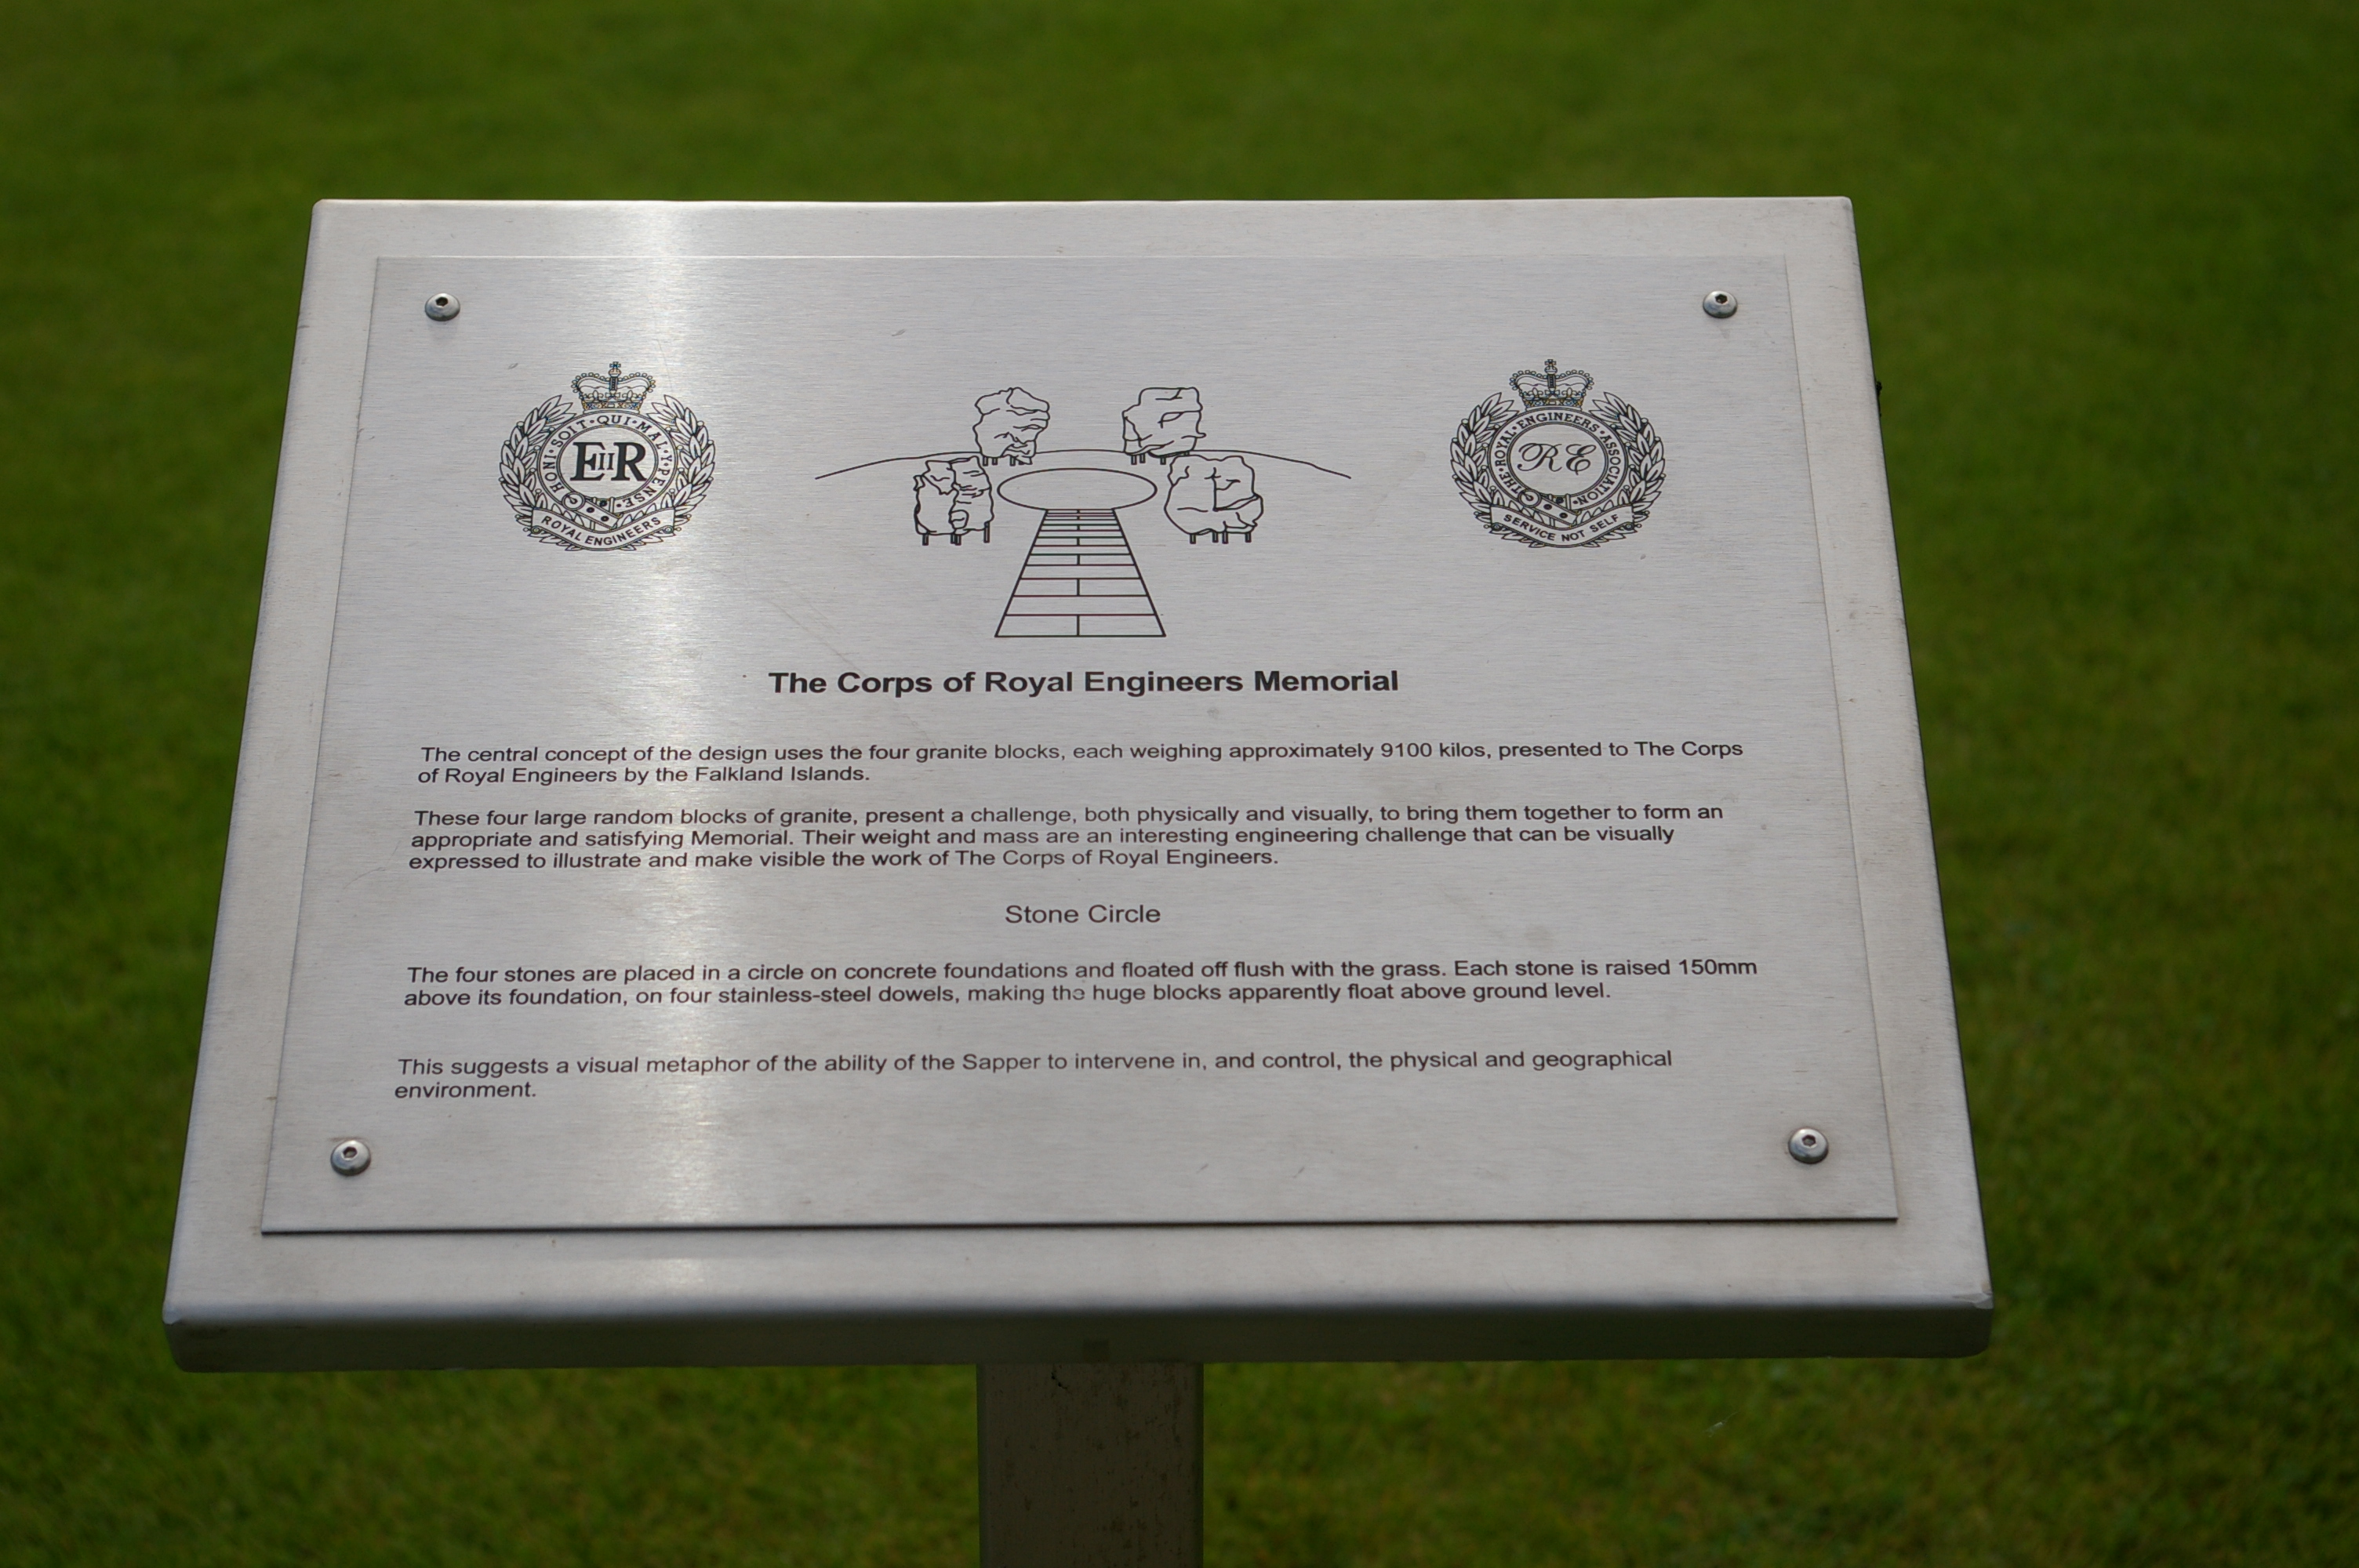 HONI·SOIT·QUI·MAL·Y·PENSE
EIIR
ROYAL ENGINEERS
THE·ROYAL·ENGINEERS·ASSOCIATION
RE
SERVICE NOT SELF
The Corps of Royal Engineers Memorial
The central concept of the design uses the four granite blocks, each weighing approximately 9100 kilos, presented to The Corps
of Royal Engineers by the Falkland Islands.
These four large random blocks of granite, present a challenge, both physically and visually, to bring them together to form an
appropriate and satisfying Memorial. Their weight and mass are an interesting engineering challenge that can be visually
expressed to illustrate and make visible the work of The Corps of Royal Engineers.
Stone Circle
The four stones are placed in a circle on concrete foundations and floated off flush with the grass. Each stone is raised 150mm
above its foundation, on four stainless-steel dowels, making the huge blocks apparently float above ground level.
This suggests a visual metaphor of the ability of the Sapper to intervene in, and control, the physical and geographical
environment.